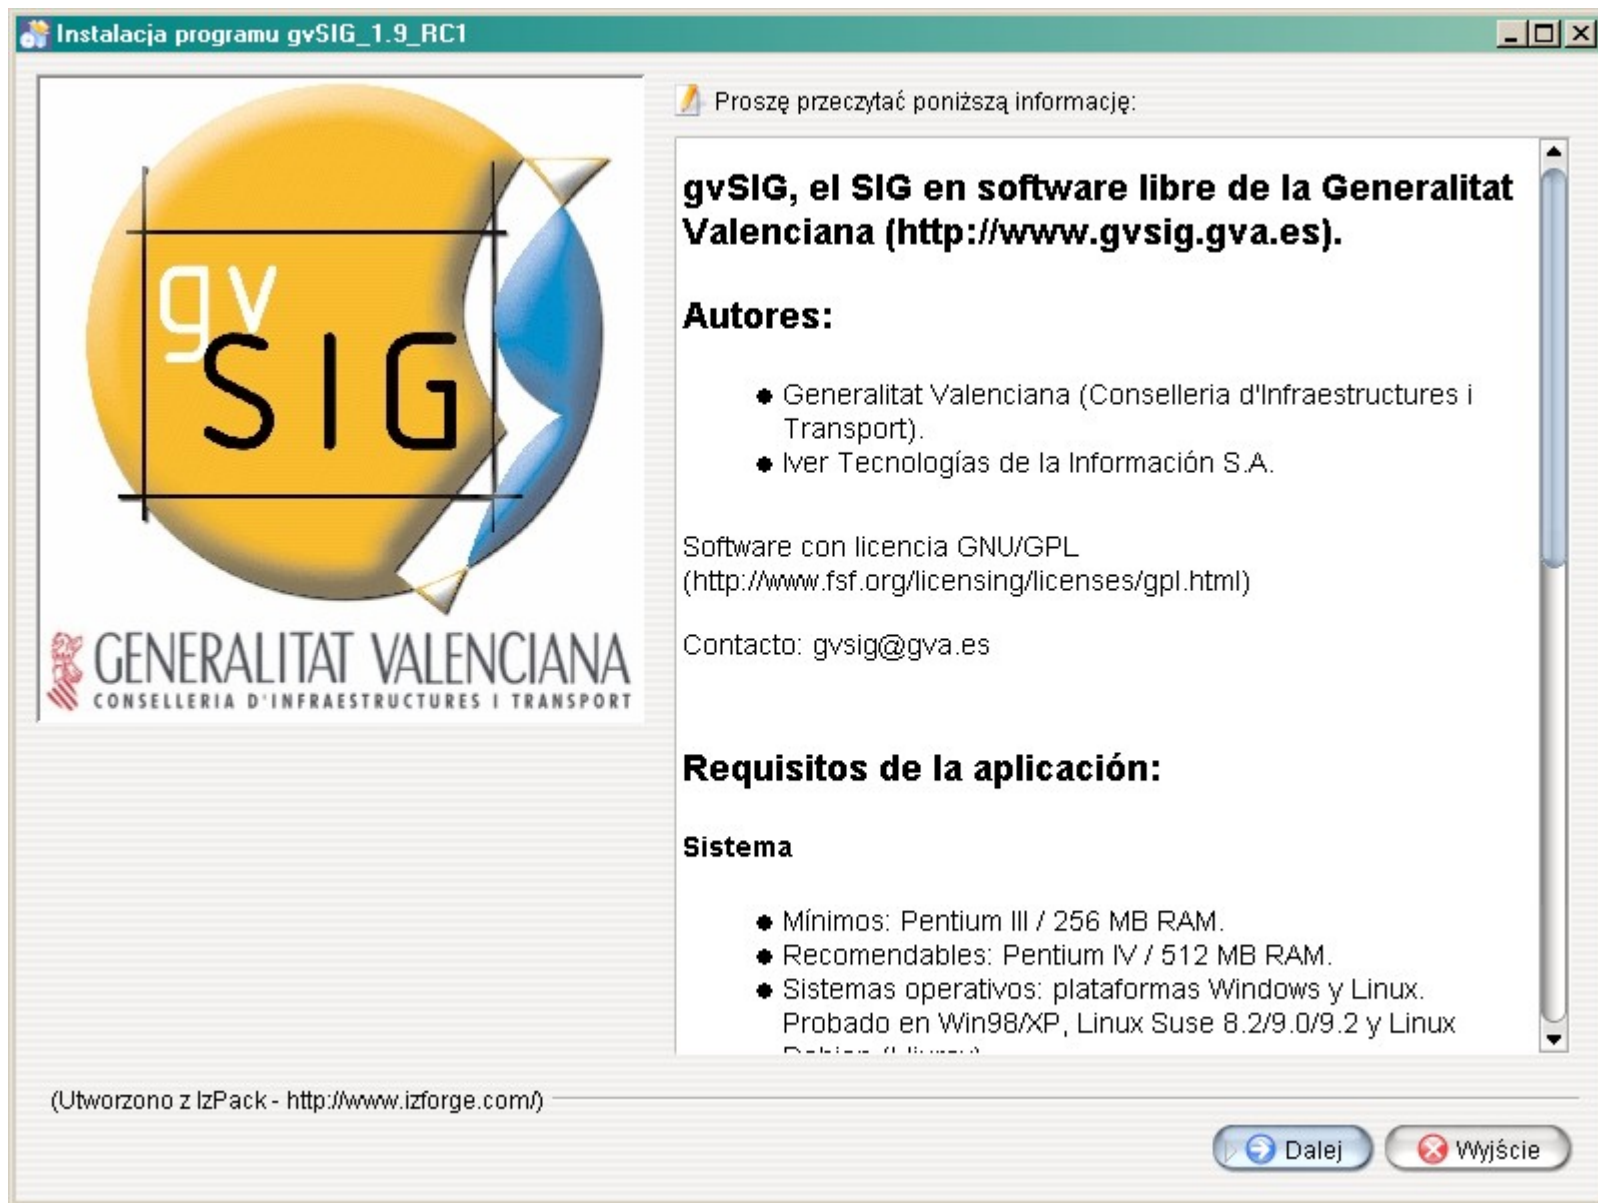 Instalacja programu gvSIG_1.9_RC1
gv
SIG
GENERALITAT VALENCIANA
CONSELLERIA D'INFRAESTRUCTURES I TRANSPORT
Proszę przeczytać poniższą informację:
gvSIG, el SIG en software libre de la Generalitat
Valenciana (http://www.gvsig.gva.es).
Autores:
Generalitat Valenciana (Conselleria d'Infraestructures i
Transport).
Iver Tecnologías de la Información S.A.
Software con licencia GNU/GPL
(http://www.fsf.org/licensing/licenses/gpl.html)
Contacto: gvsig@gva.es
Requisitos de la aplicación:
Sistema
Mínimos: Pentium III / 256 MB RAM.
Recomendables: Pentium IV / 512 MB RAM.
Sistemas operativos: plataformas Windows y Linux.
Probado en Win98/XP, Linux Suse 8.2/9.0/9.2 y Linux
(Utworzono z IzPack - http://www.izforge.com/)
Dalej
Wyjście